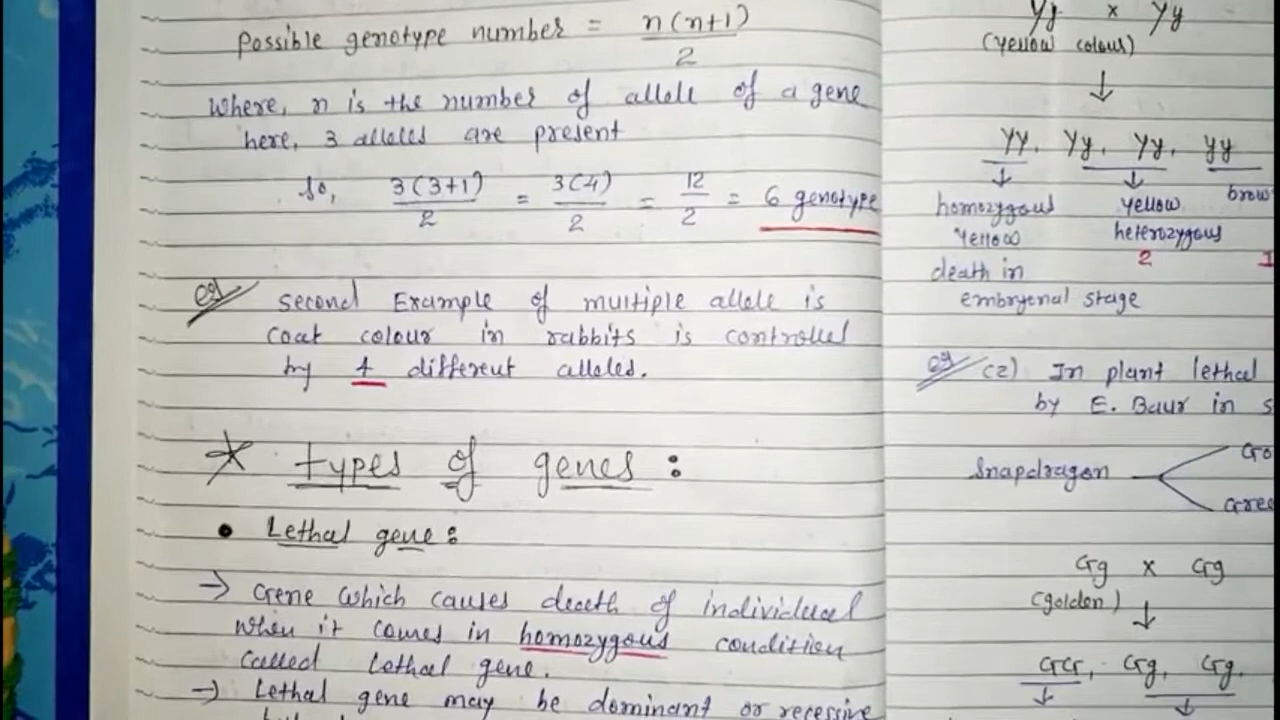 Possible genotype number = n(n+1)
2
where, n is the number of allele of a gene
here, 3 alleles are present
So, 3(3+1) = 3(4) = 12 = 6 genotype
2 2 2
eg Second Example of multiple allele is
coat colour in rabbits is controlled
by 4 different alleles.
* types of genes :
• Lethal gene :
→ Gene which causes death of individual
when it comes in homozygous condition
called lethal gene.
→ Lethal gene may be dominant or recessive
Yy x Yy
(yellow colour)
↓
YY, Yy, Yy, yy
↓ ↓
homozygous yellow brow
yellow heterozygous
death in 2 1
embryonal stage
eg (2) In plant lethal
by E. Baur in s
Snapdragon Go
Gree
Gg x Gg
(golden) ↓
GG, Gg, Gg,
↓ ↓